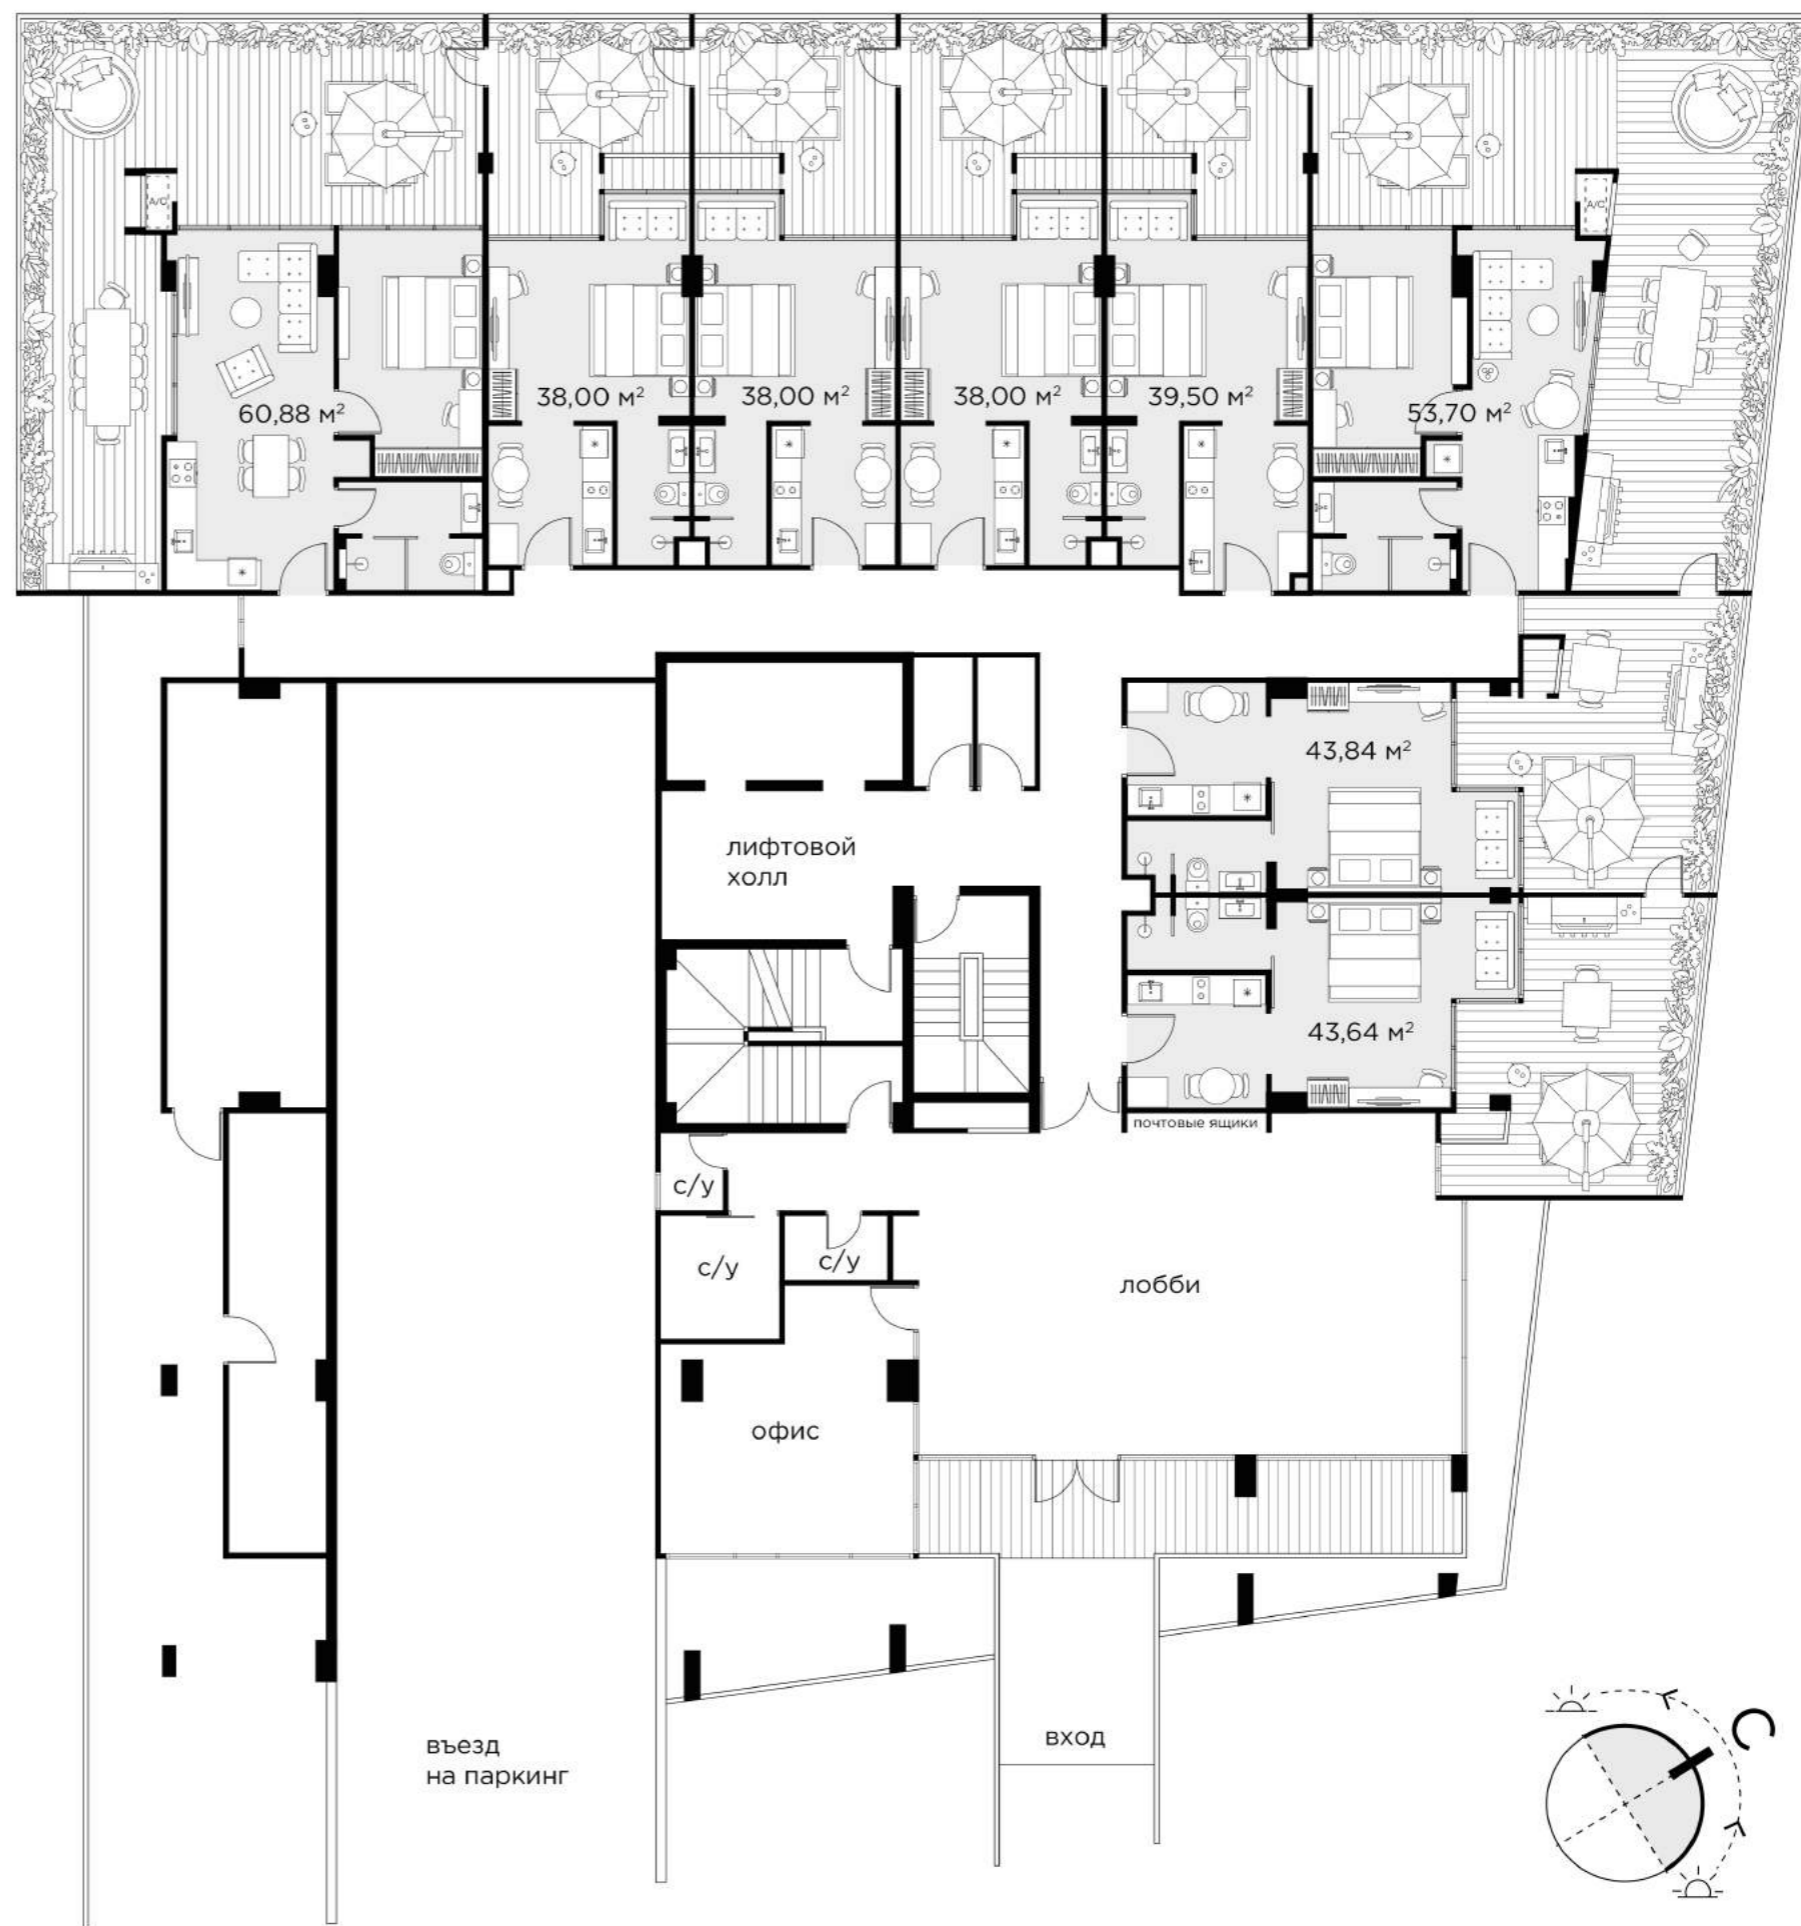 A/C
A/C
60,88 м²
38,00 м²
38,00 м²
38,00 м²
39,50 м²
53,70 м²
43,84 м²
лифтовой
холл
43,64 м²
почтовые ящики
с/у
с/у
с/у
лобби
офис
вход
въезд
на паркинг
С